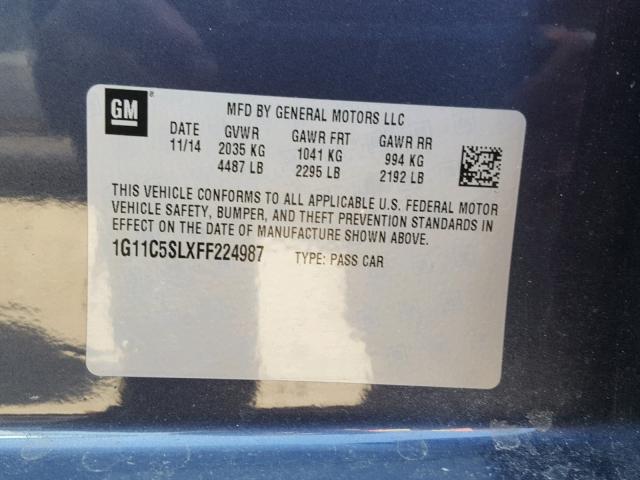 GM ®
MFD BY GENERAL MOTORS LLC
DATE GVWR GAWR FRT GAWR RR
11/14 2035 KG 1041 KG 994 KG
4487 LB 2295 LB 2192 LB
THIS VEHICLE CONFORMS TO ALL APPLICABLE U.S. FEDERAL MOTOR
VEHICLE SAFETY, BUMPER, AND THEFT PREVENTION STANDARDS IN
EFFECT ON THE DATE OF MANUFACTURE SHOWN ABOVE.
1G11C5SLXFF224987 TYPE: PASS CAR